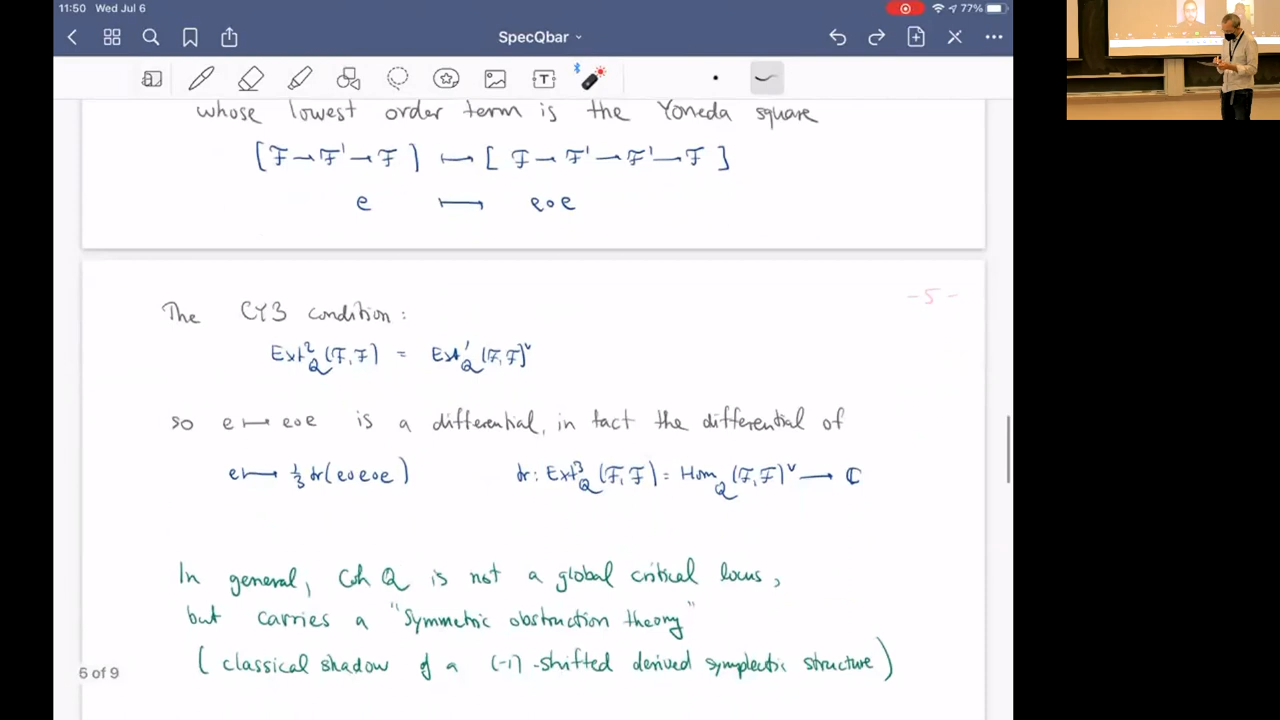 11:50 Wed Jul 6
77%
SpecQbar
whose lowest order term is the Yoneda square
[F → F' → F] ↦ [F → F' → F' → F]
e ↦ e∘e
-5-
The CY3 condition:
Ext²_Q(F,F) = Ext¹_Q(F,F)^∨
so e ↦ e∘e is a differential, in fact the differential of
e ↦ 1/3 tr(e∘e∘e) tr: Ext³_Q(F,F) = Hom_Q(F,F)^∨ → ℂ
In general, Coh Q is not a global critical locus,
but carries a "symmetric obstruction theory"
(classical shadow of a (-1)-shifted derived symplectic structure)
6 of 9